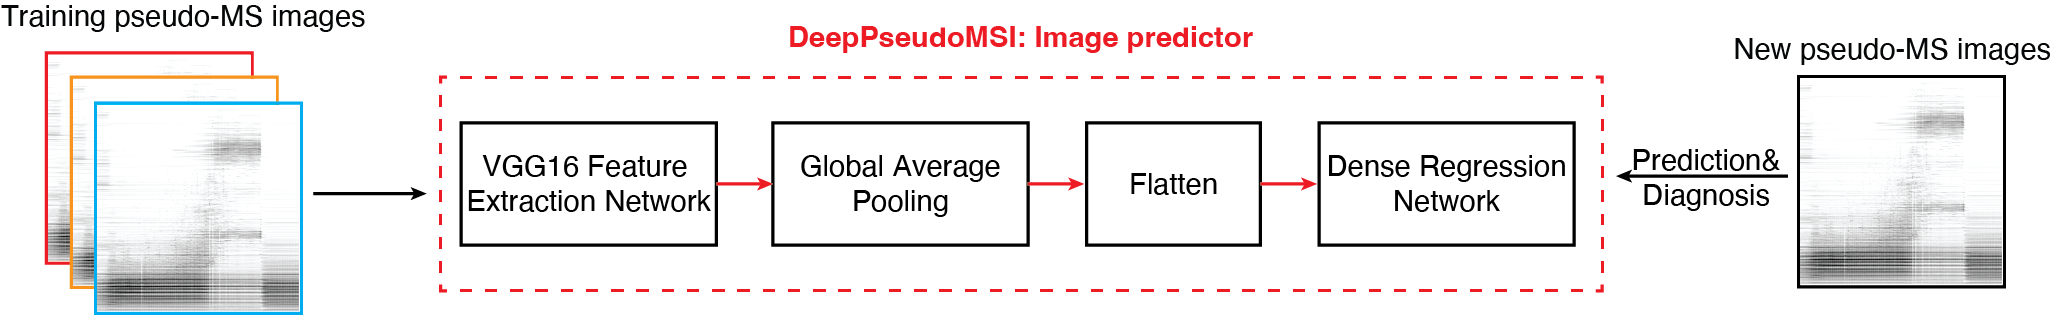 Training pseudo-MS images
DeepPseudoMSI: Image predictor
New pseudo-MS images
VGG16 Feature
Extraction Network
Global Average
Pooling
Flatten
Dense Regression
Network
Prediction&
Diagnosis